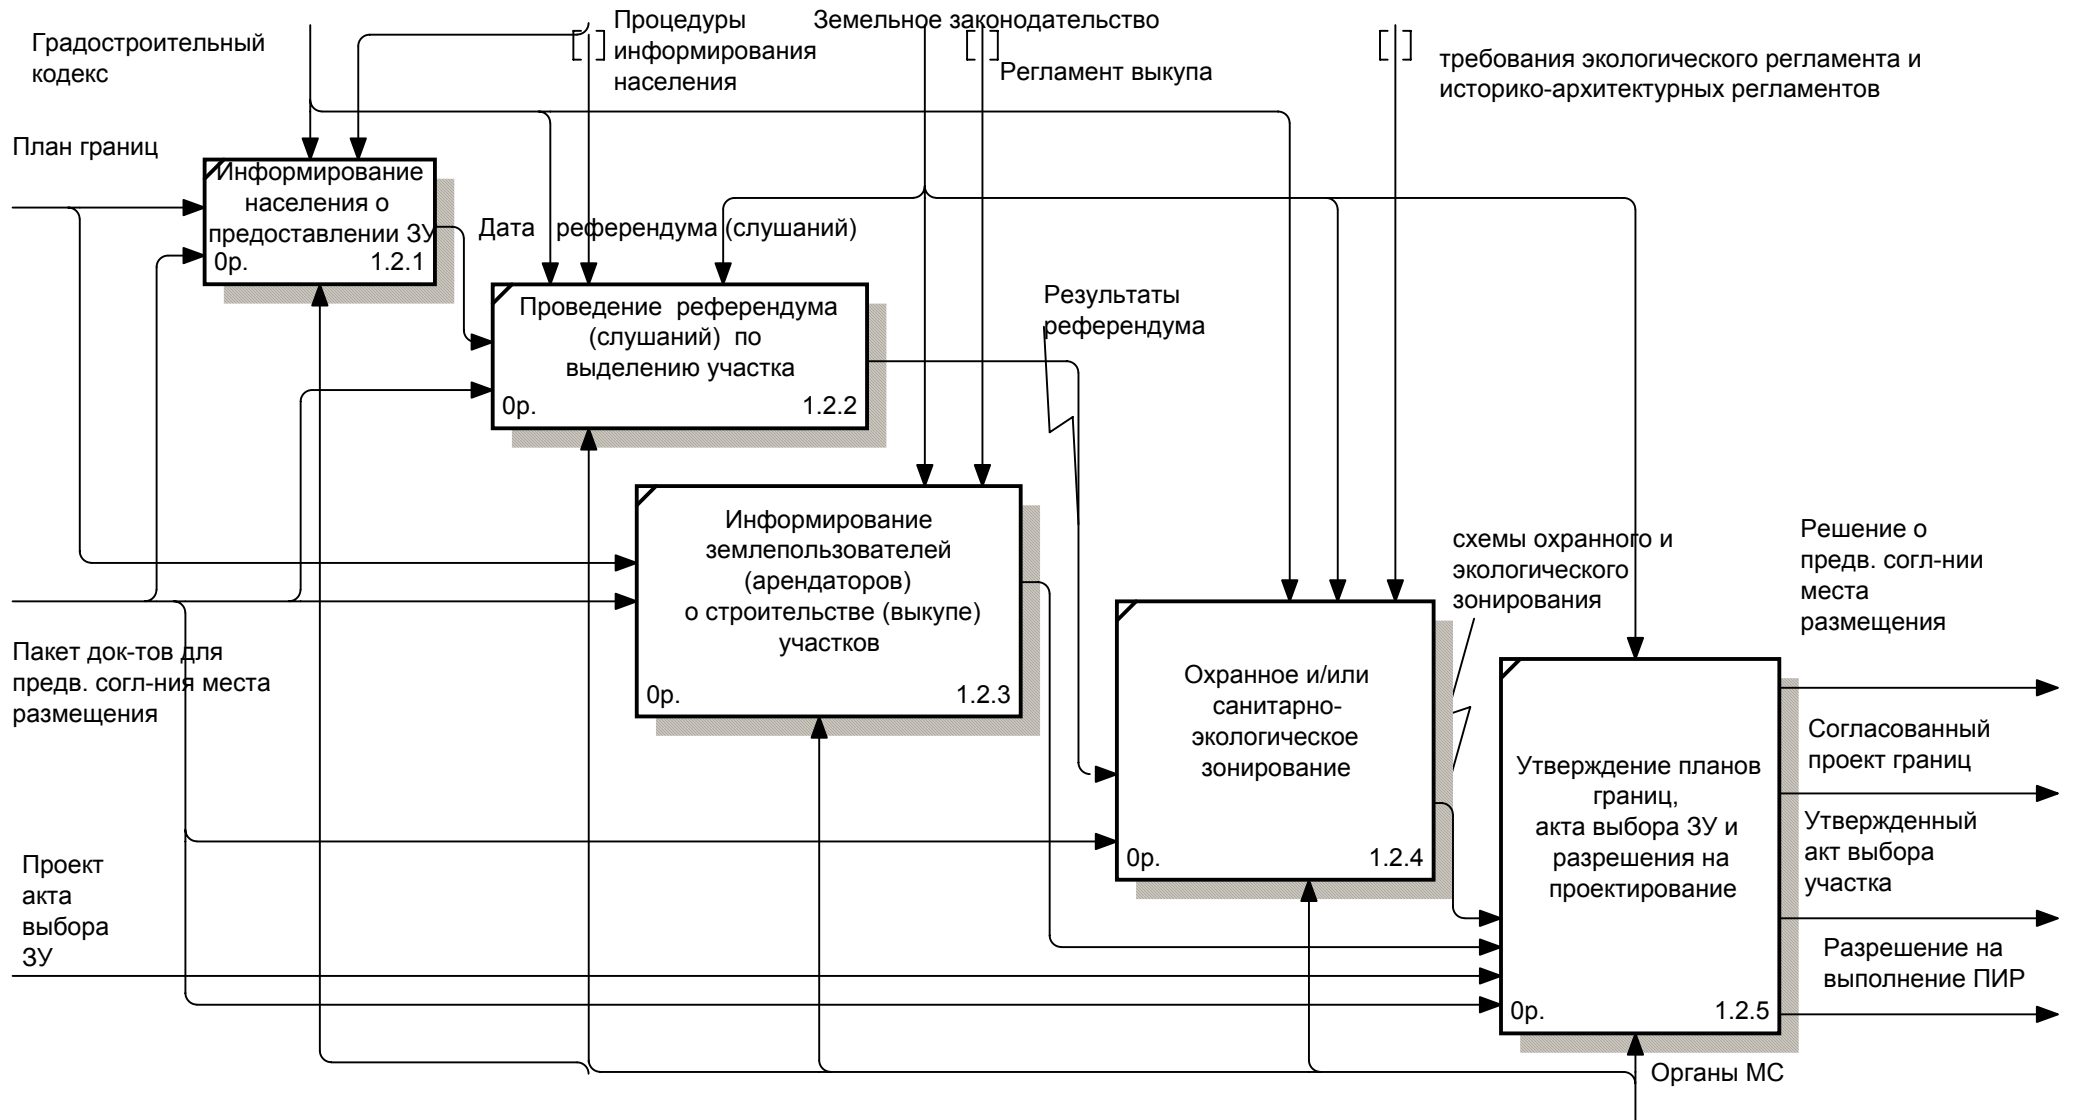 Градостроительный
кодекс
Процедуры
информирования
населения
Земельное законодательство
Регламент выкупа
требования экологического регламента и
историко-архитектурных регламентов
План границ
Информирование
населения о
предоставлении ЗУ
0р. 1.2.1
Дата референдума (слушаний)
Проведение референдума
(слушаний) по
выделению участка
0р. 1.2.2
Результаты
референдума
Информирование
землепользователей
(арендаторов)
о строительстве (выкупе)
участков
0р. 1.2.3
схемы охранного и
экологического
зонирования
Решение о
предв. согл-нии
места
размещения
Пакет док-тов для
предв. согл-ния места
размещения
Охранное и/или
санитарно-
экологическое
зонирование
0р. 1.2.4
Согласованный
проект границ
Утверждение планов
границ,
акта выбора ЗУ и
разрешения на
проектирование
0р. 1.2.5
Утвержденный
акт выбора
участка
Проект
акта
выбора
ЗУ
Разрешение на
выполнение ПИР
Органы МС